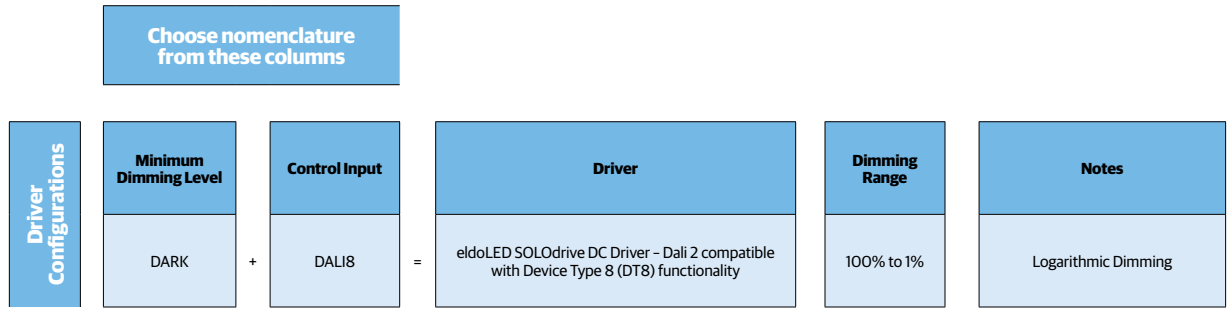 Choose nomenclature
from these columns
Driver
Configurations
Minimum
Dimming Level
Control Input
Driver
Dimming
Range
Notes
DARK
+
DALI8
=
eldoLED SOLOdrive DC Driver – Dali 2 compatible
with Device Type 8 (DT8) functionality
100% to 1%
Logarithmic Dimming